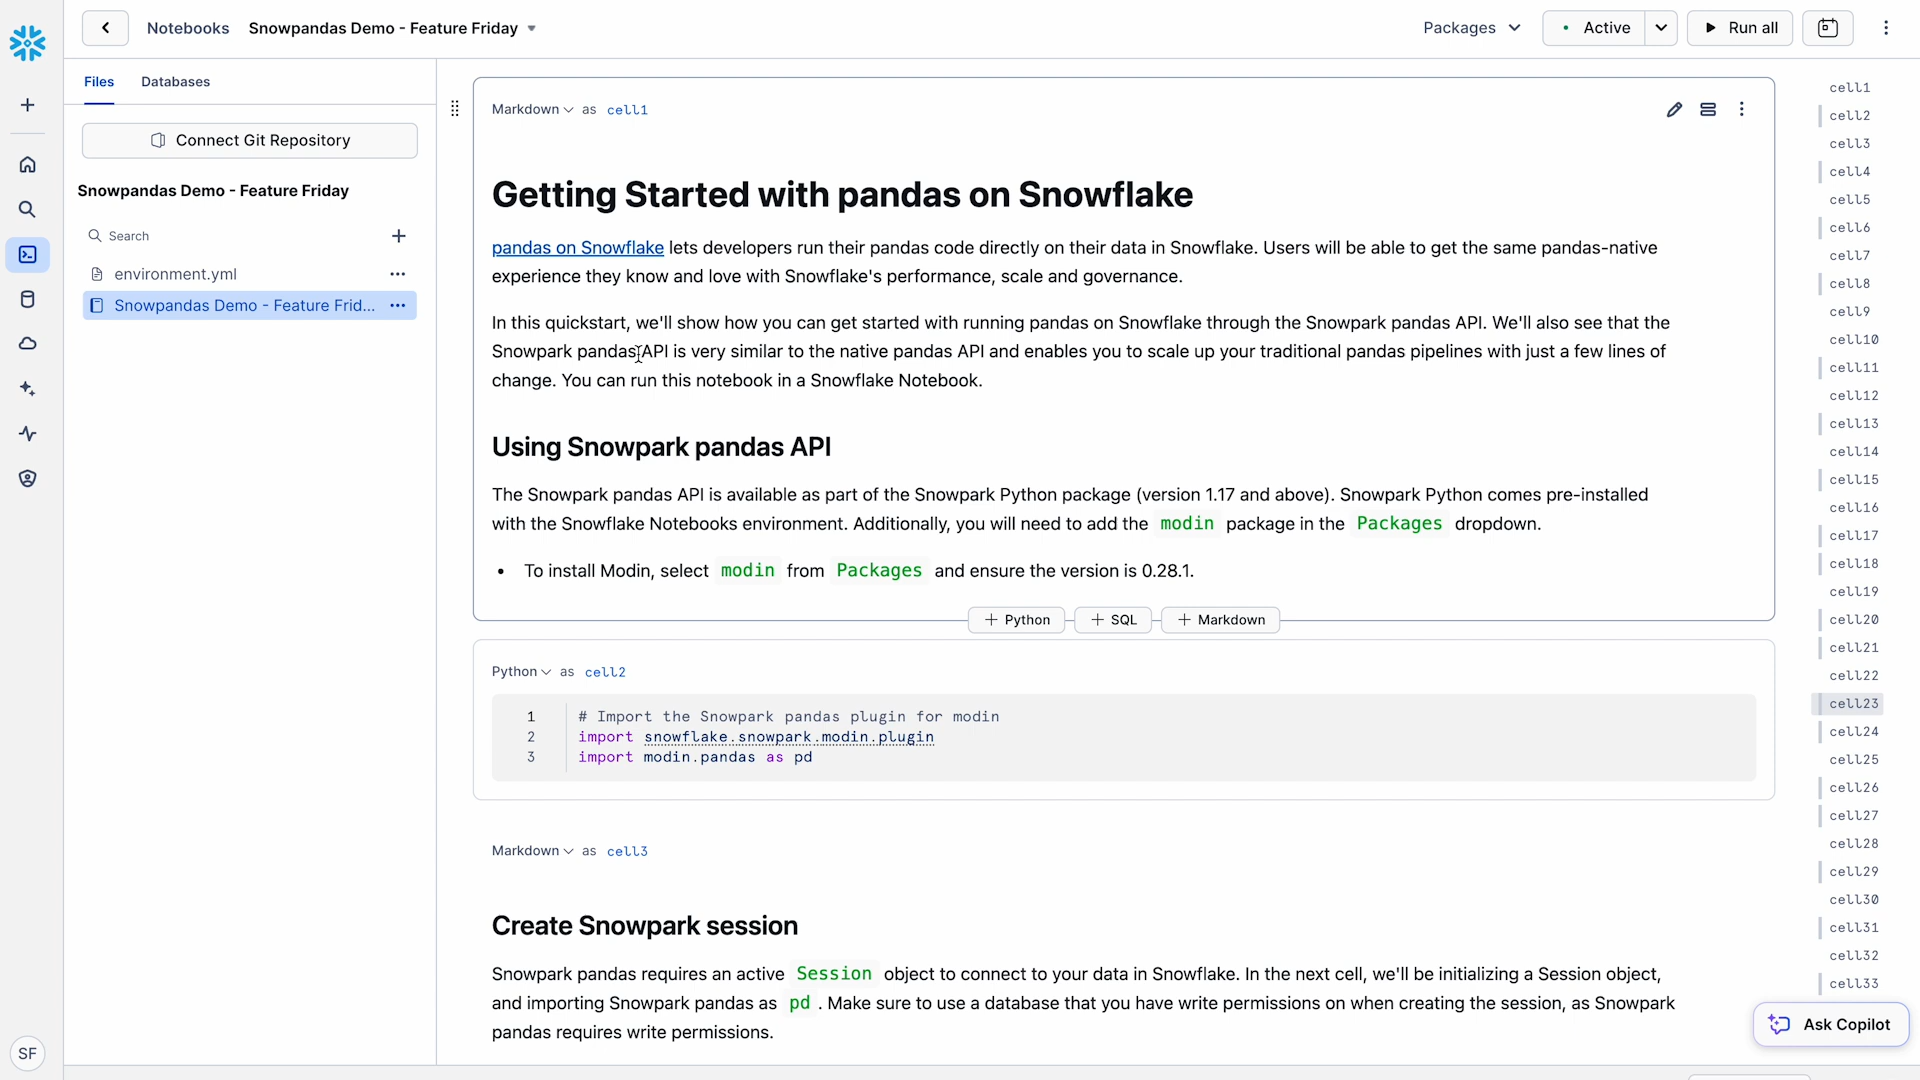 Notebooks Snowpandas Demo - Feature Friday
Packages
Active
Run all
Files Databases
Connect Git Repository
Snowpandas Demo - Feature Friday
Search
environment.yml
Snowpandas Demo - Feature Frid...
SF
Markdown as cell1
Getting Started with pandas on Snowflake
pandas on Snowflake lets developers run their pandas code directly on their data in Snowflake. Users will be able to get the same pandas-native
experience they know and love with Snowflake's performance, scale and governance.
In this quickstart, we'll show how you can get started with running pandas on Snowflake through the Snowpark pandas API. We'll also see that the
Snowpark pandas API is very similar to the native pandas API and enables you to scale up your traditional pandas pipelines with just a few lines of
change. You can run this notebook in a Snowflake Notebook.
Using Snowpark pandas API
The Snowpark pandas API is available as part of the Snowpark Python package (version 1.17 and above). Snowpark Python comes pre-installed
with the Snowflake Notebooks environment. Additionally, you will need to add the modin package in the Packages dropdown.
• To install Modin, select modin from Packages and ensure the version is 0.28.1.
+ Python + SQL + Markdown
Python as cell2
1 # Import the Snowpark pandas plugin for modin
2 import snowflake.snowpark.modin.plugin
3 import modin.pandas as pd
Markdown as cell3
Create Snowpark session
Snowpark pandas requires an active Session object to connect to your data in Snowflake. In the next cell, we'll be initializing a Session object,
and importing Snowpark pandas as pd . Make sure to use a database that you have write permissions on when creating the session, as Snowpark
pandas requires write permissions.
cell1
cell2
cell3
cell4
cell5
cell6
cell7
cell8
cell9
cell10
cell11
cell12
cell13
cell14
cell15
cell16
cell17
cell18
cell19
cell20
cell21
cell22
cell23
cell24
cell25
cell26
cell27
cell28
cell29
cell30
cell31
cell32
cell33
Ask Copilot